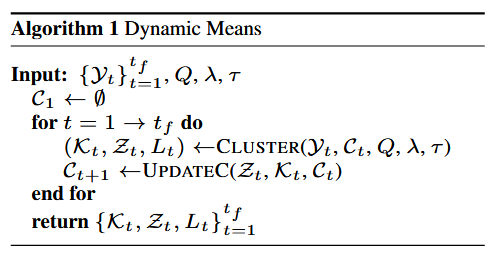 Algorithm 1 Dynamic Means
Input: $\{\mathcal{Y}_t\}_{t=1}^{t_f}, Q, \lambda, \tau$
$\mathcal{C}_1 \leftarrow \emptyset$
for $t = 1 \rightarrow t_f$ do
$(\mathcal{K}_t, \mathcal{Z}_t, L_t) \leftarrow$CLUSTER$(\mathcal{Y}_t, \mathcal{C}_t, Q, \lambda, \tau)$
$\mathcal{C}_{t+1} \leftarrow$UPDATEC$(\mathcal{Z}_t, \mathcal{K}_t, \mathcal{C}_t)$
end for
return $\{\mathcal{K}_t, \mathcal{Z}_t, L_t\}_{t=1}^{t_f}$